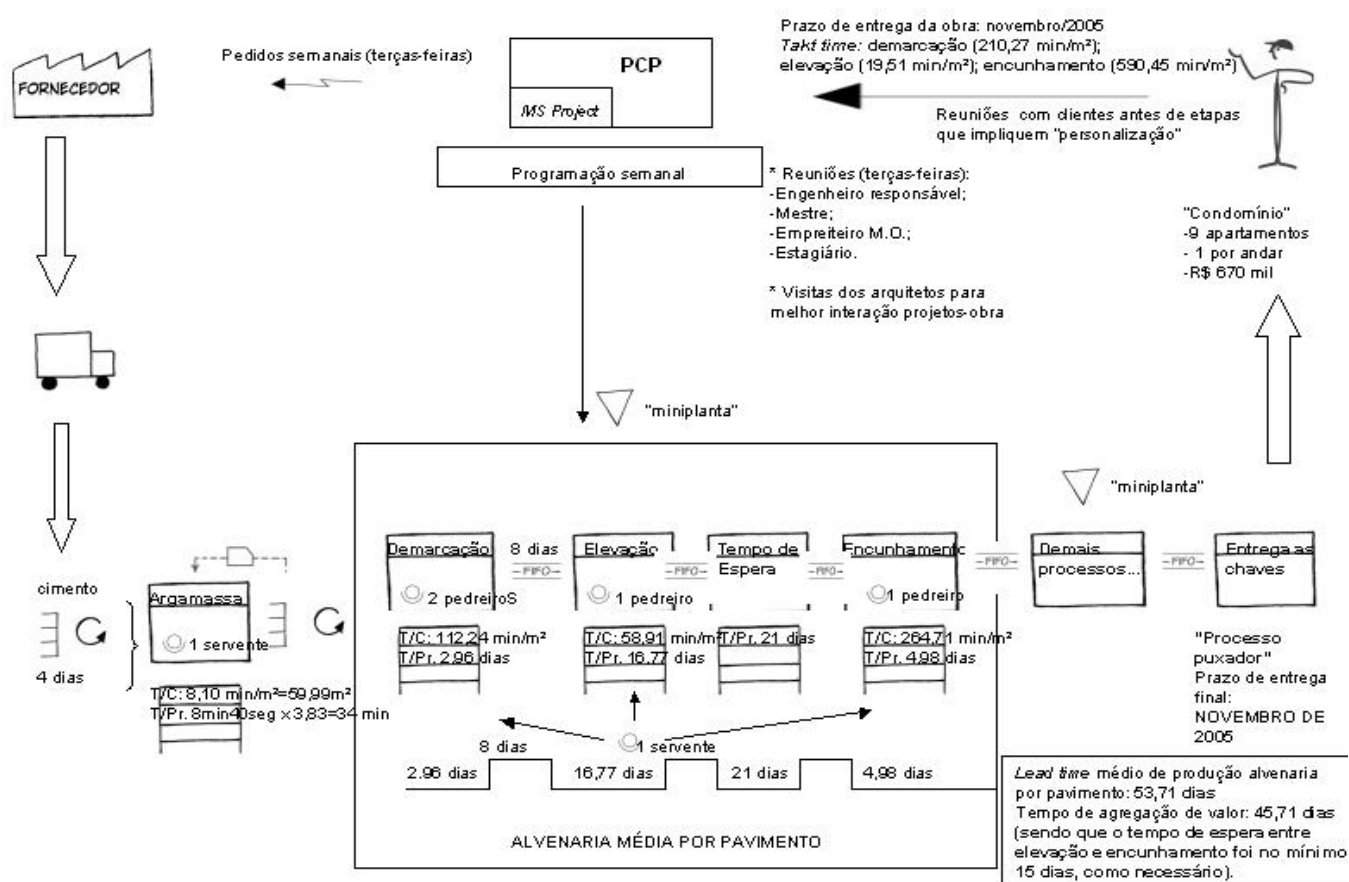 FORNECEDOR
Pedidos semanais (terças-feiras)
PCP
MS Project
Programação semanal
Prazo de entrega da obra: novembro/2005
Takt time: demarcação (210,27 min/m²);
elevação (19,51 min/m²); encunhamento (590,45 min/m²)
Reuniões com clientes antes de etapas
que impliquem "personalização"
* Reuniões (terças-feiras):
-Engenheiro responsável;
-Mestre;
-Empreiteiro M.O.;
-Estagiário.
* Visitas dos arquitetos para
melhor interação projetos-obra
"Condomínio"
-9 apartamentos
- 1 por andar
-R$ 670 mil
"miniplanta"
"miniplanta"
cimento
4 dias
Argamassa
1 servente
T/C: 8,10 min/m²=59,99m²
T/Pr. 8min40seg x 3,83=34 min
Demarcação
2 pedreiroS
T/C: 112,24 min/m²
T/Pr. 2,96 dias
8 dias
-FIFO-
Elevação
1 pedreiro
T/C: 58,91 min/m²
T/Pr. 16,77 dias
-FIFO-
Tempo de
Espera
T/Pr. 21 dias
-FIFO-
Encunhamento
1 pedreiro
T/C: 264,71 min/m²
T/Pr. 4,98 dias
-FIFO-
Demais
processos...
-FIFO-
Entrega as
chaves
"Processo
puxador"
Prazo de entrega
final:
NOVEMBRO DE
2005
1 servente
2,96 dias
8 dias
16,77 dias
21 dias
4,98 dias
ALVENARIA MÉDIA POR PAVIMENTO
Lead time médio de produção alvenaria
por pavimento: 53,71 dias
Tempo de agregação de valor: 45,71 dias
(sendo que o tempo de espera entre
elevação e encunhamento foi no mínimo
15 dias, como necessário).